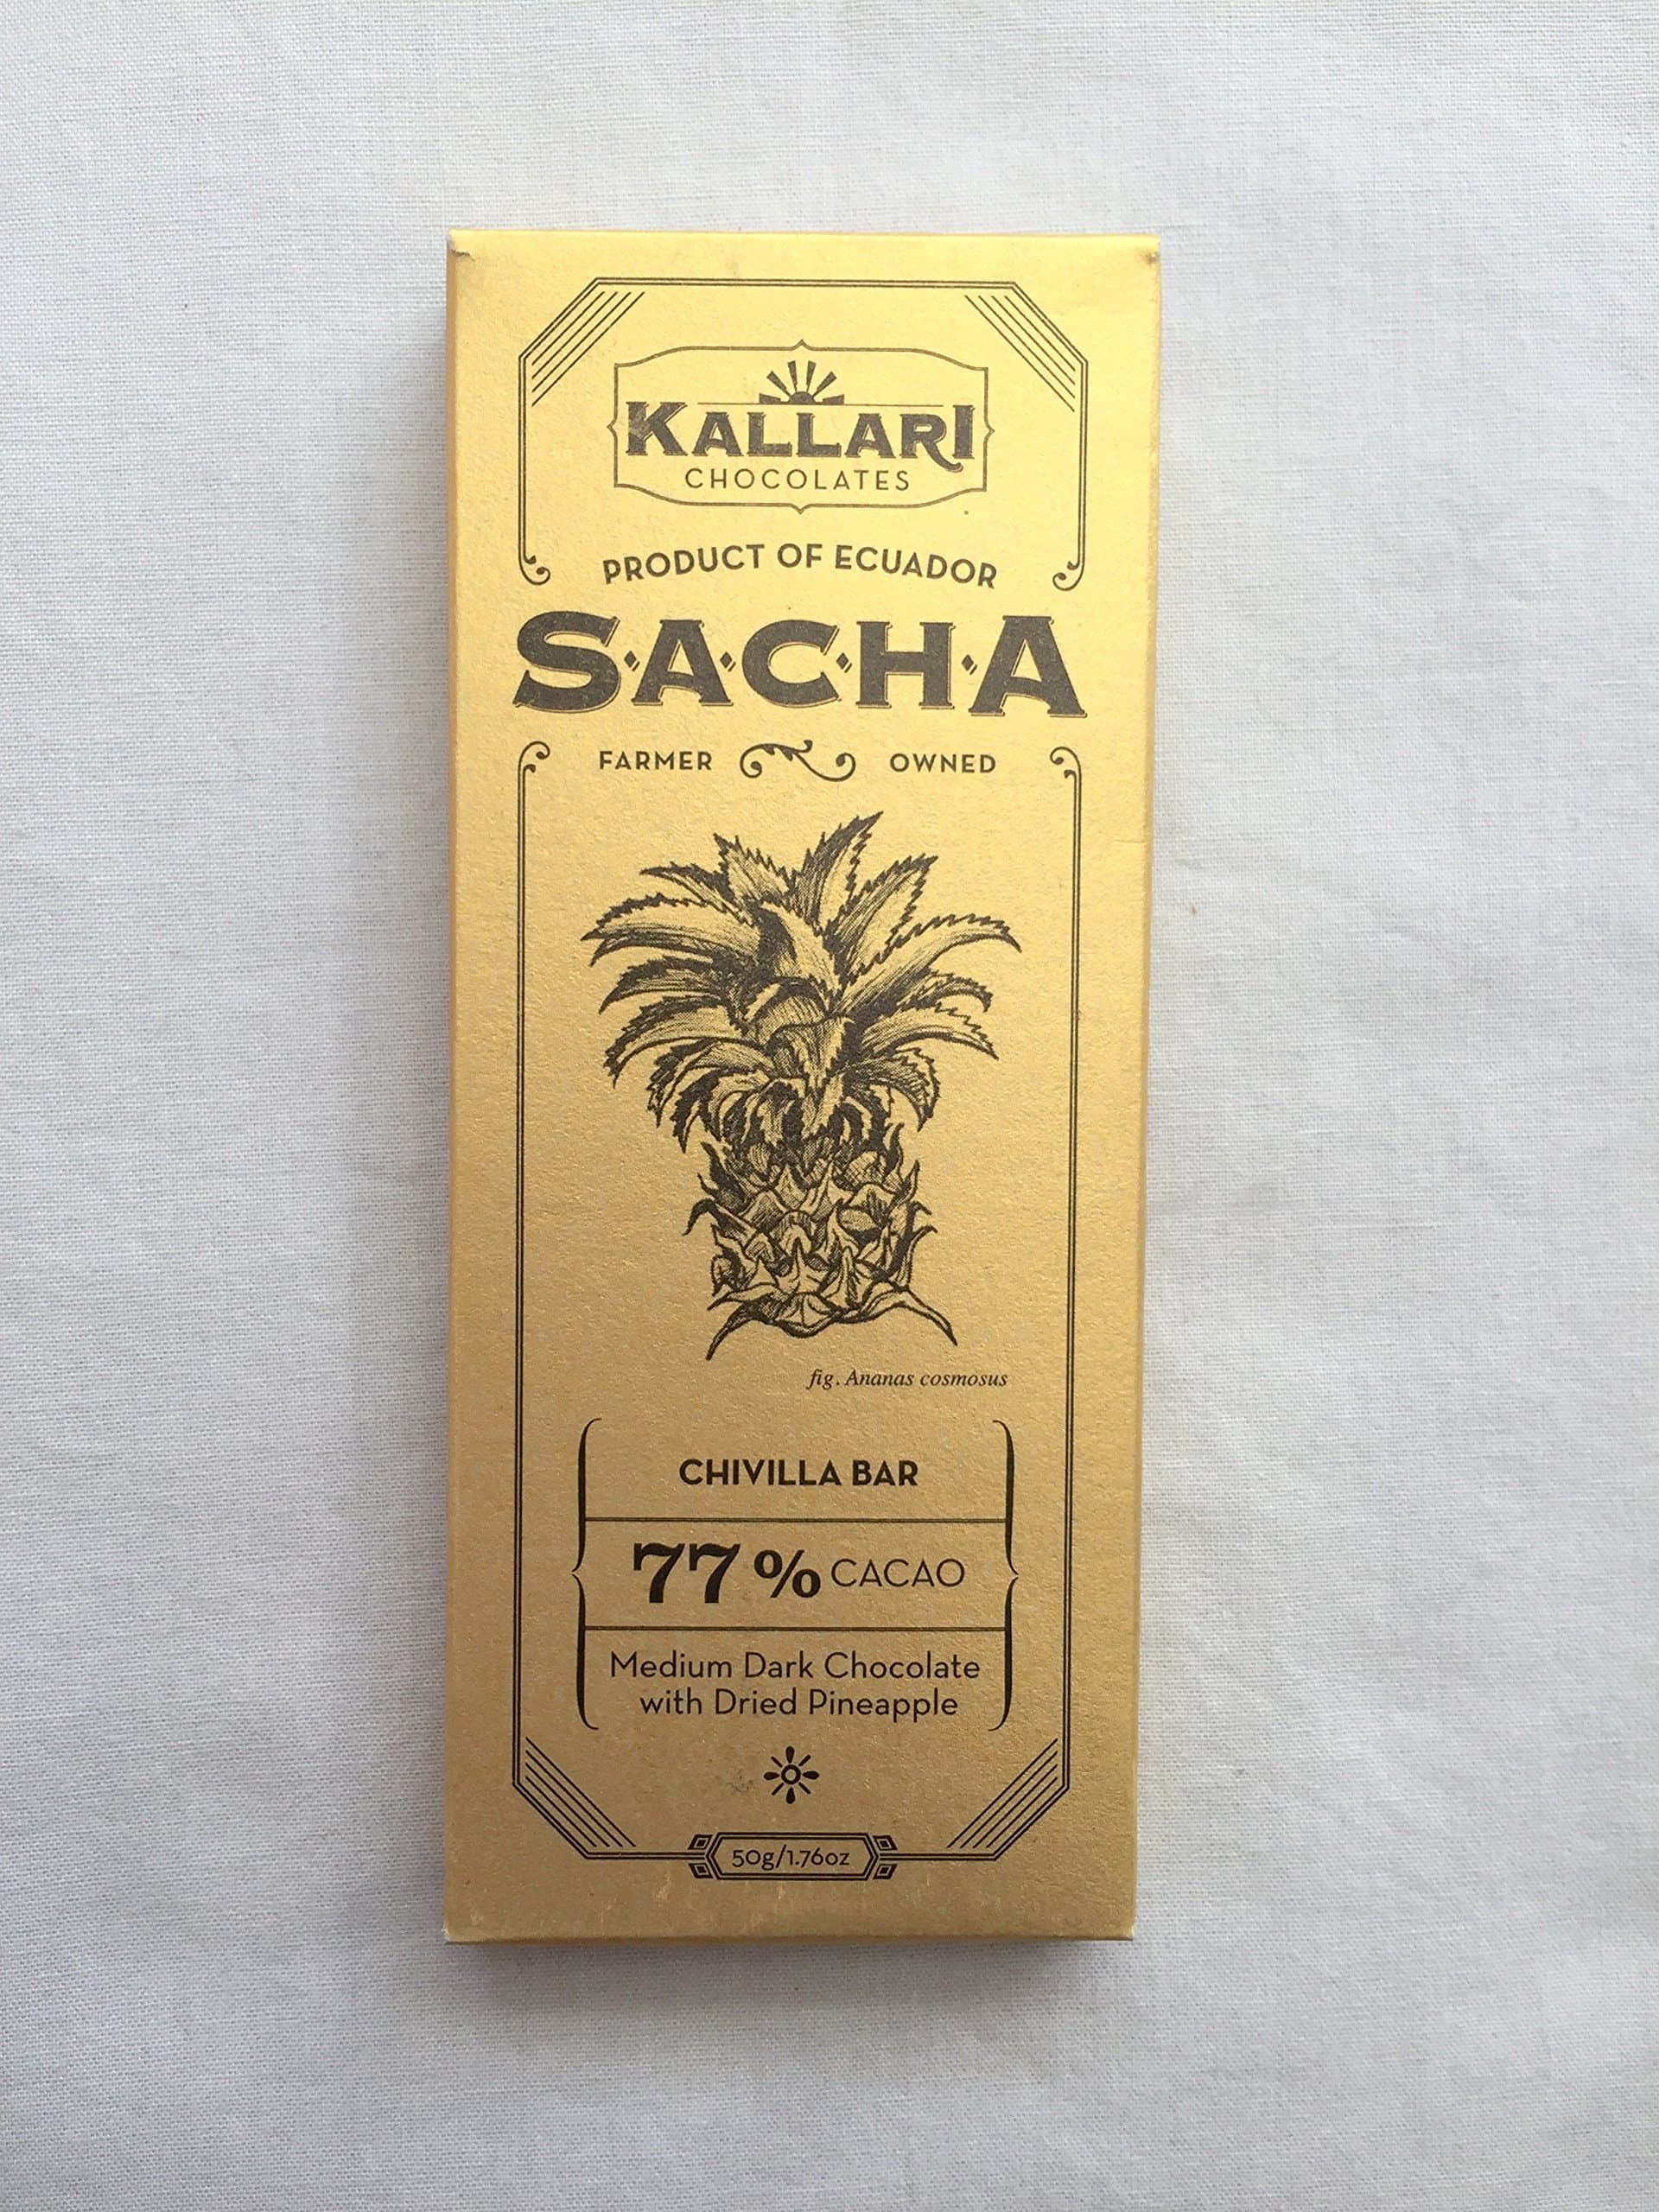 KALLARI
CHOCOLATES
PRODUCT OF ECUADOR
S·A·C·H·A
FARMER OWNED
fig. Ananas cosmosus
CHIVILLA BAR
77% CACAO
Medium Dark Chocolate
with Dried Pineapple
50g/1.76oz